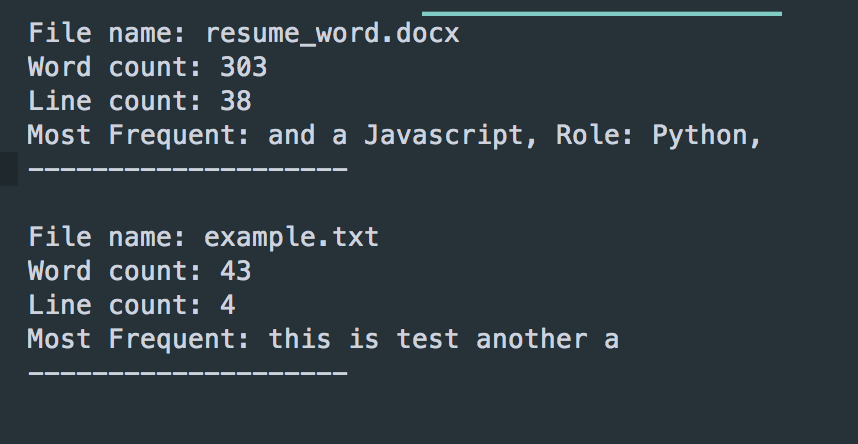 File name: resume_word.docx
Word count: 303
Line count: 38
Most Frequent: and a Javascript, Role: Python,
--------------------
File name: example.txt
Word count: 43
Line count: 4
Most Frequent: this is test another a
--------------------